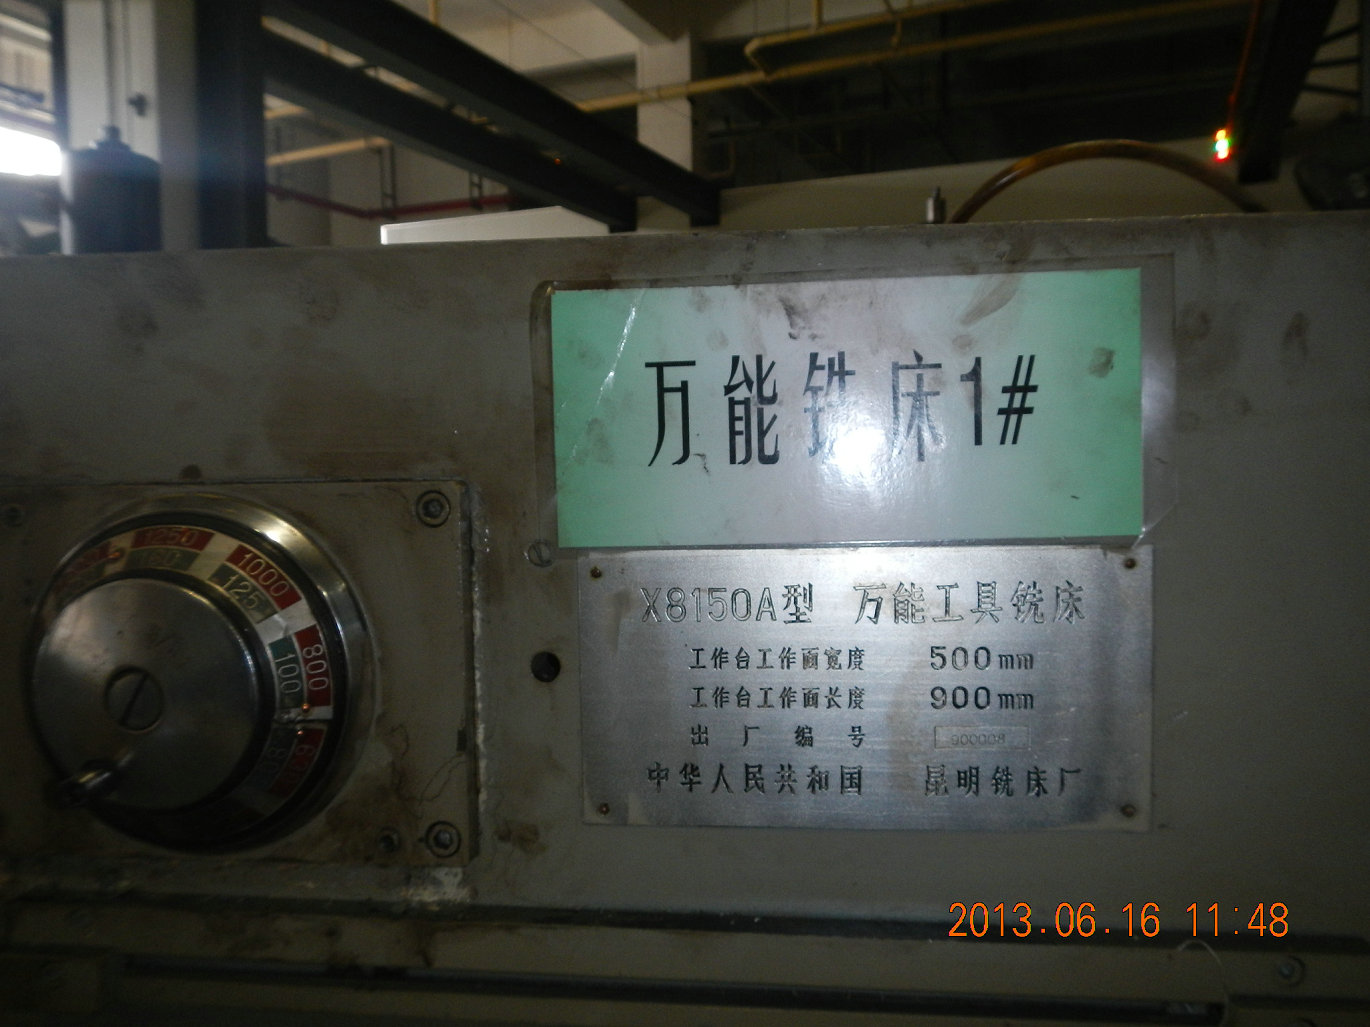 万能铣床1#
X8150A型 万能工具铣床
工作台工作面宽度 500mm
工作台工作面长度 900mm
出厂编号 900008
中华人民共和国 昆明铣床厂
1250
1000
125
800
100
2013.06.16 11:48